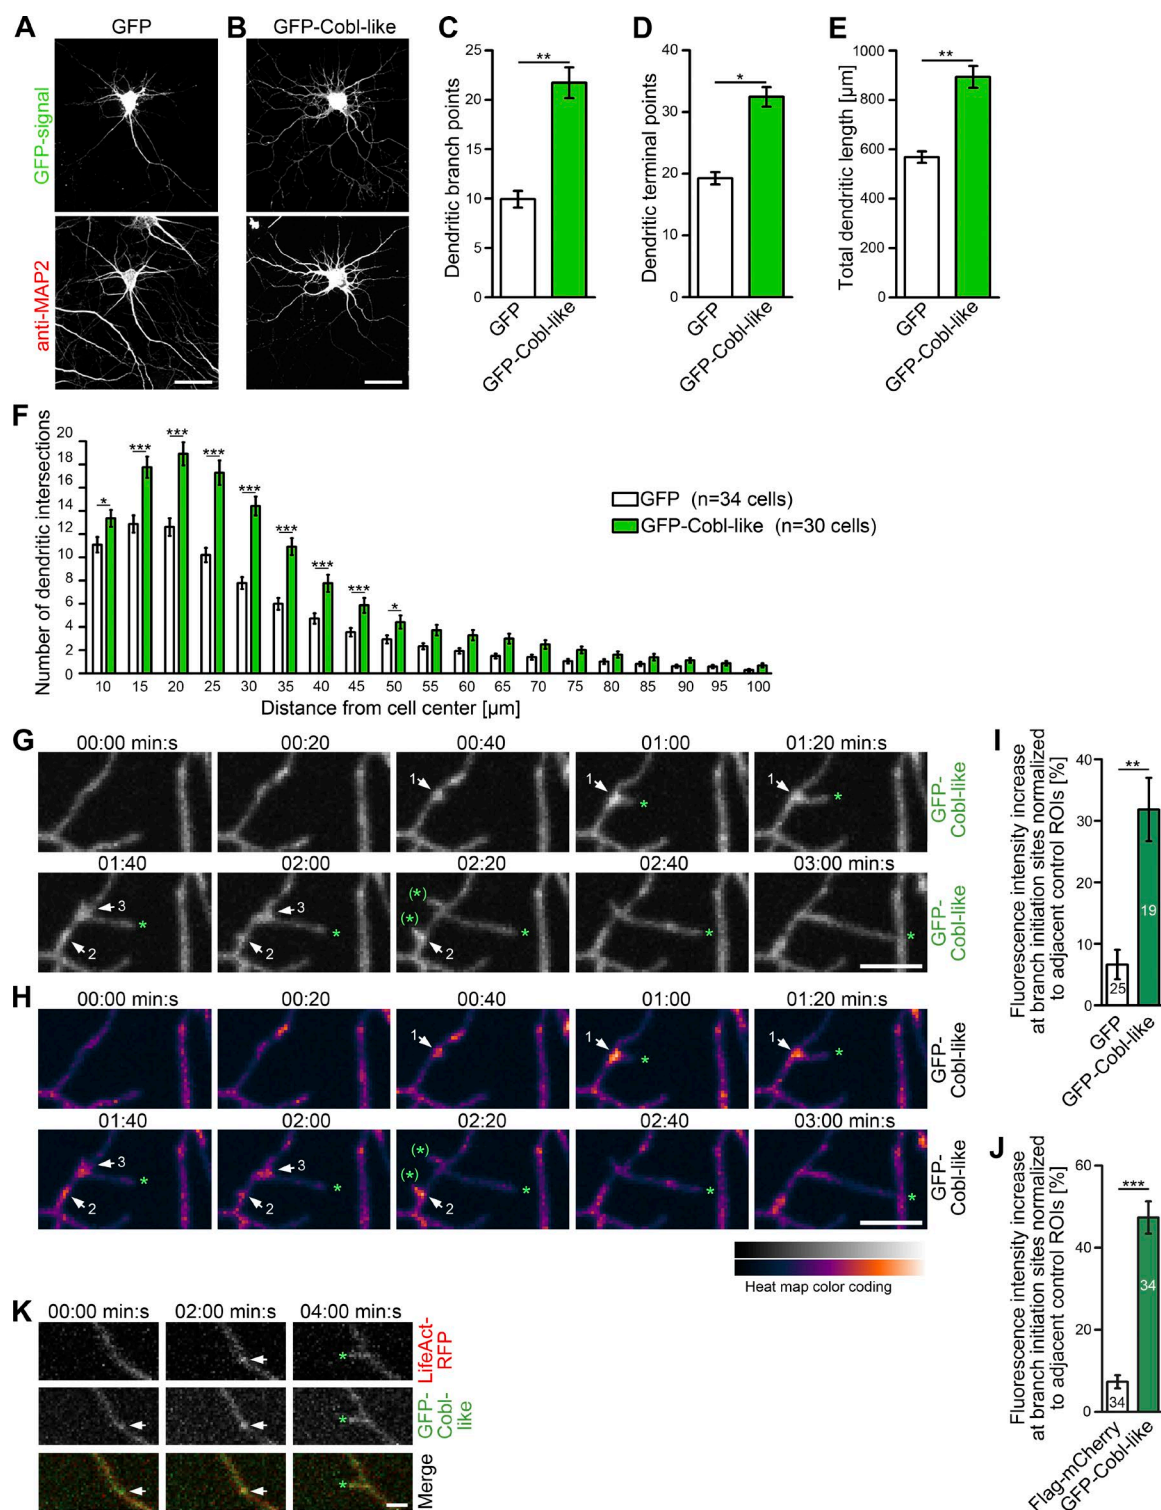 A GFP
GFP-signal
anti-MAP2
B GFP-Cobl-like
C
Dendritic branch points
25
20
15
10
5
0
**
GFP
GFP-Cobl-like
D
Dendritic terminal points
40
30
20
10
0
*
GFP
GFP-Cobl-like
E
Total dendritic length [µm]
1000
800
600
400
200
0
**
GFP
GFP-Cobl-like
F
Number of dendritic intersections
20
18
16
14
12
10
8
6
4
2
0
* *** *** *** *** *** *** *** *
10 15 20 25 30 35 40 45 50 55 60 65 70 75 80 85 90 95 100
Distance from cell center [µm]
GFP (n=34 cells)
GFP-Cobl-like (n=30 cells)
G
00:00 min:s 00:20 00:40 01:00 01:20 min:s
1 1 * 1 *
GFP-
Cobl-like
01:40 02:00 02:20 02:40 03:00 min:s
3 2 * 3 2 * (*) (*) 2 * * *
GFP-
Cobl-like
H
00:00 min:s 00:20 00:40 01:00 01:20 min:s
1 1 * 1 *
GFP-
Cobl-like
01:40 02:00 02:20 02:40 03:00 min:s
3 2 * 3 2 * (*) (*) 2 * * *
GFP-
Cobl-like
Heat map color coding
I
Fluorescence intensity increase
at branch initiation sites normalized
to adjacent control ROIs [%]
40
30
20
10
0
**
25
19
GFP
GFP-Cobl-like
J
Fluorescence intensity increase
at branch initiation sites normalized
to adjacent control ROIs [%]
60
40
20
0
***
34
34
Flag-mCherry
GFP-Cobl-like
K
00:00 min:s 02:00 min:s 04:00 min:s
*
LifeAct-
RFP
*
GFP-
Cobl-
like
*
Merge